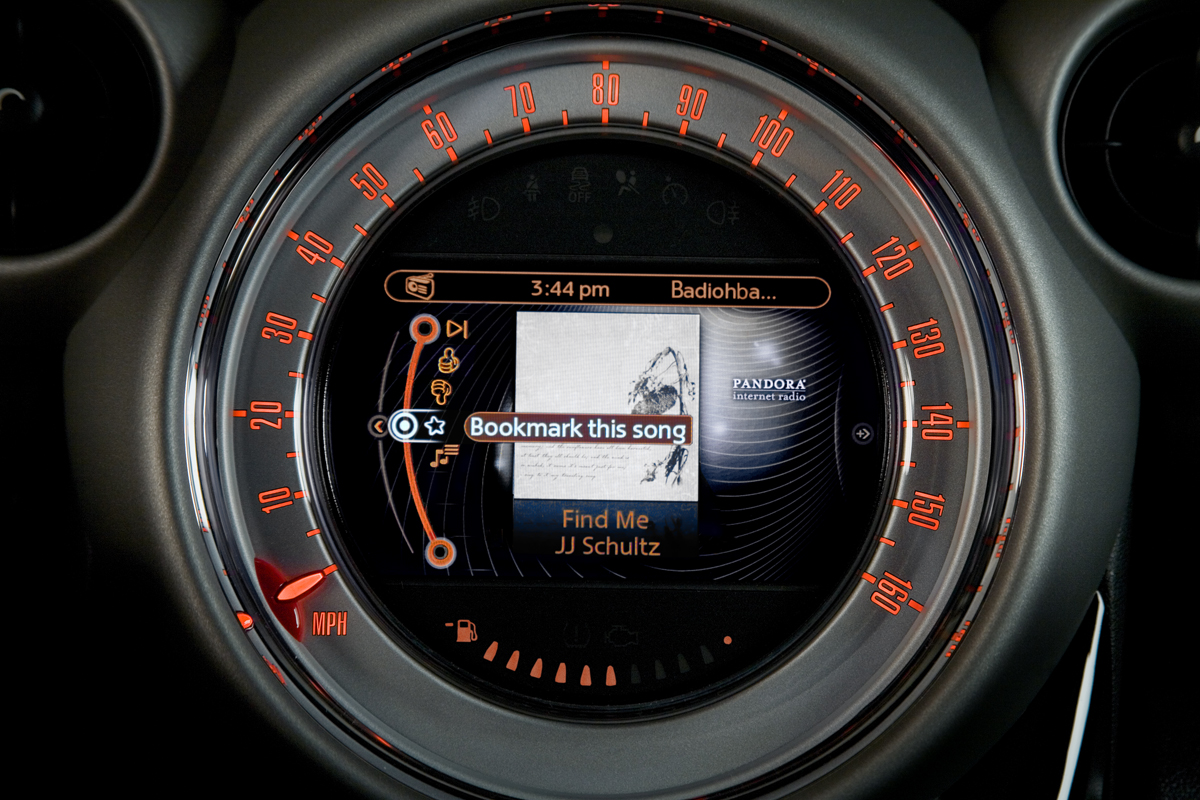 80
70
90
60
100
50
110
OFF
40
120
3:44 pm
Badiohba...
30
130
PANDORA
internet radio
20
Bookmark this song
140
10
150
Find Me
JJ Schultz
160
MPH